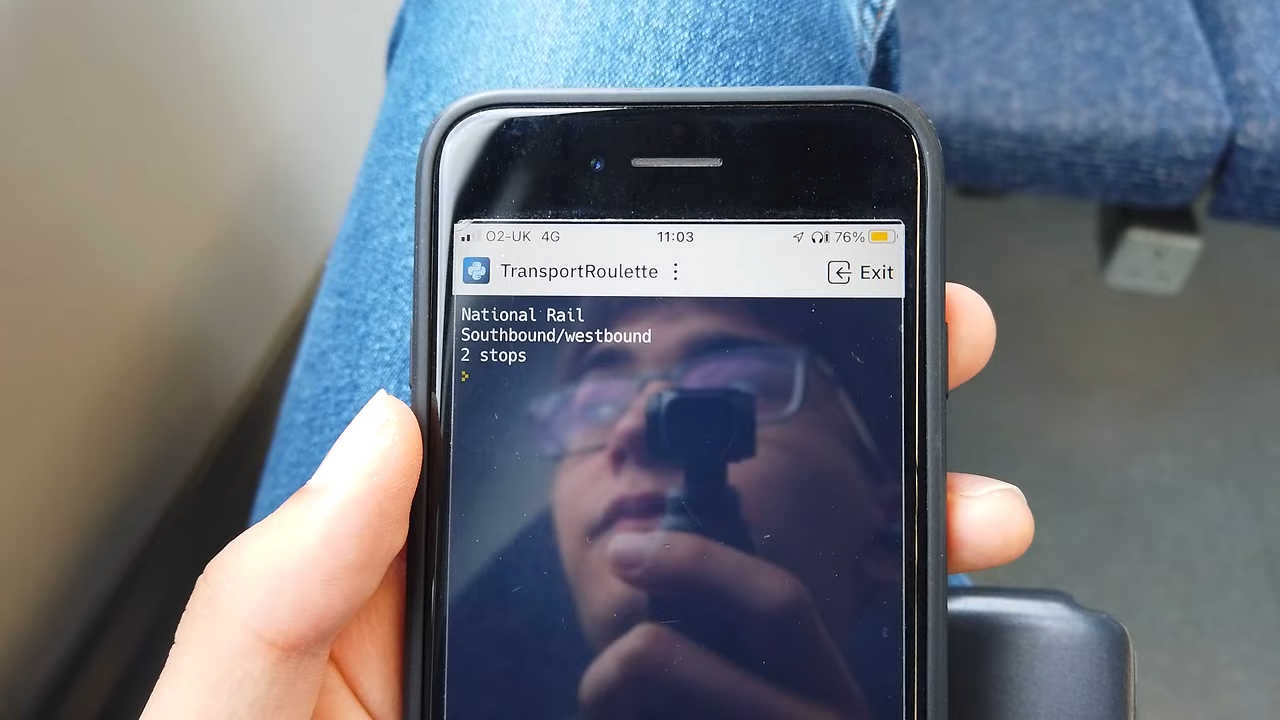 O2-UK 4G 11:03 76%
TransportRoulette Exit
National Rail
Southbound/westbound
2 stops